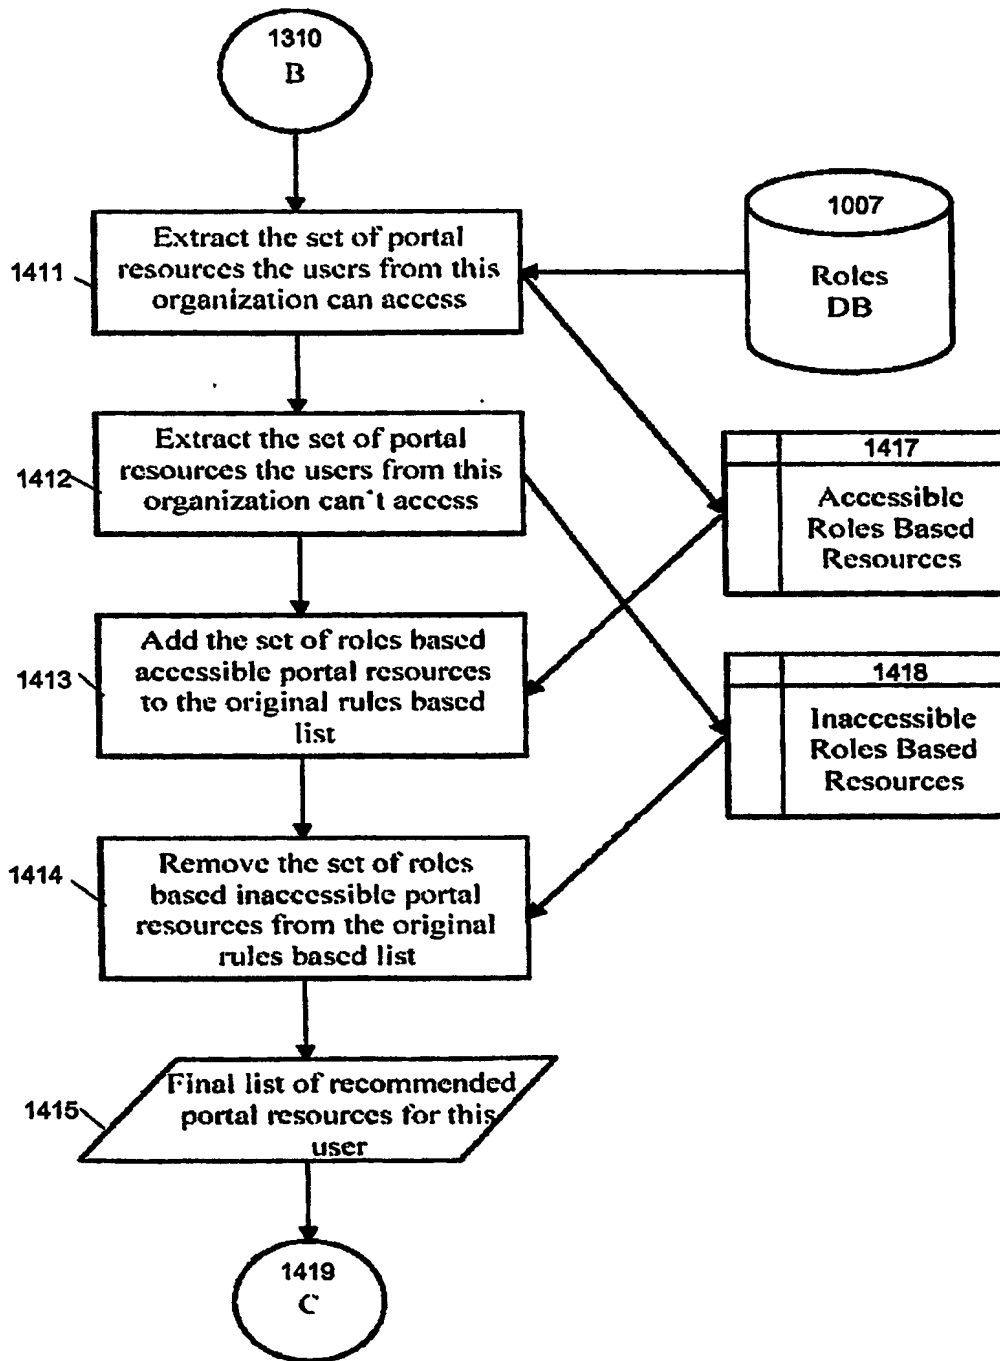 1310
B
1411
Extract the set of portal
resources the users from this
organization can access
1007
Roles
DB
1412
Extract the set of portal
resources the users from this
organization can't access
1417
Accessible
Roles Based
Resources
1413
Add the set of roles based
accessible portal resources
to the original rules based
list
1418
Inaccessible
Roles Based
Resources
1414
Remove the set of roles
based inaccessible portal
resources from the original
rules based list
1415
Final list of recommended
portal resources for this
user
1419
C